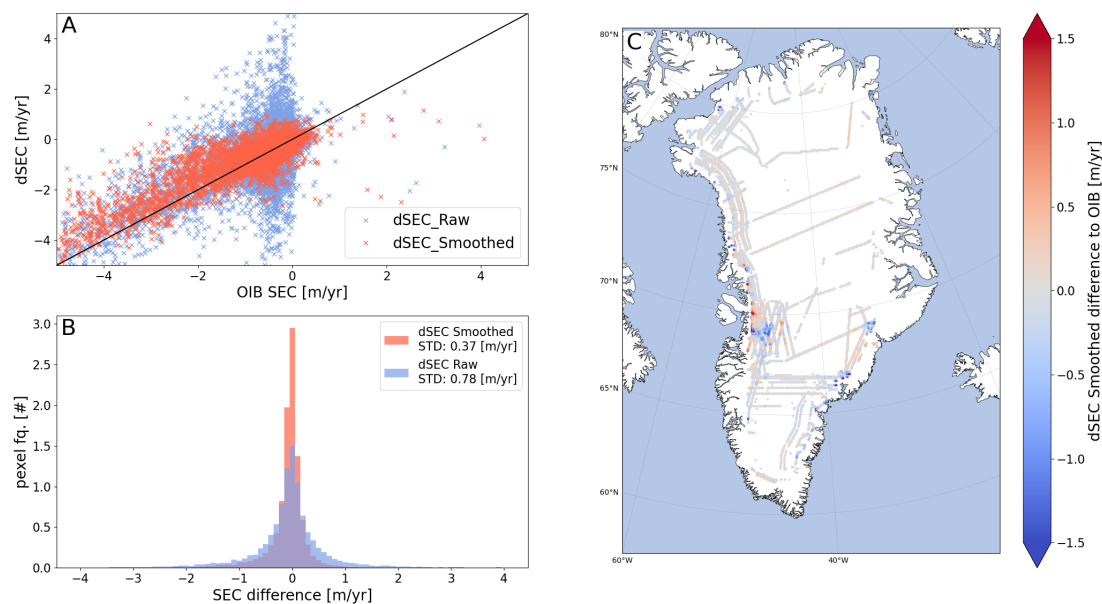 A
4
2
0
−2
−4
dSEC [m/yr]
dSEC_Raw
dSEC_Smoothed
−4
−2
0
2
4
OIB SEC [m/yr]
B
3.0
2.5
2.0
1.5
1.0
0.5
0.0
pexel fq. [#]
dSEC Smoothed
STD: 0.37 [m/yr]
dSEC Raw
STD: 0.78 [m/yr]
−4
−3
−2
−1
0
1
2
3
4
SEC difference [m/yr]
C
80°N
75°N
70°N
65°N
60°N
60°W
40°W
1.5
1.0
0.5
0.0
−0.5
−1.0
−1.5
dSEC Smoothed difference to OIB [m/yr]